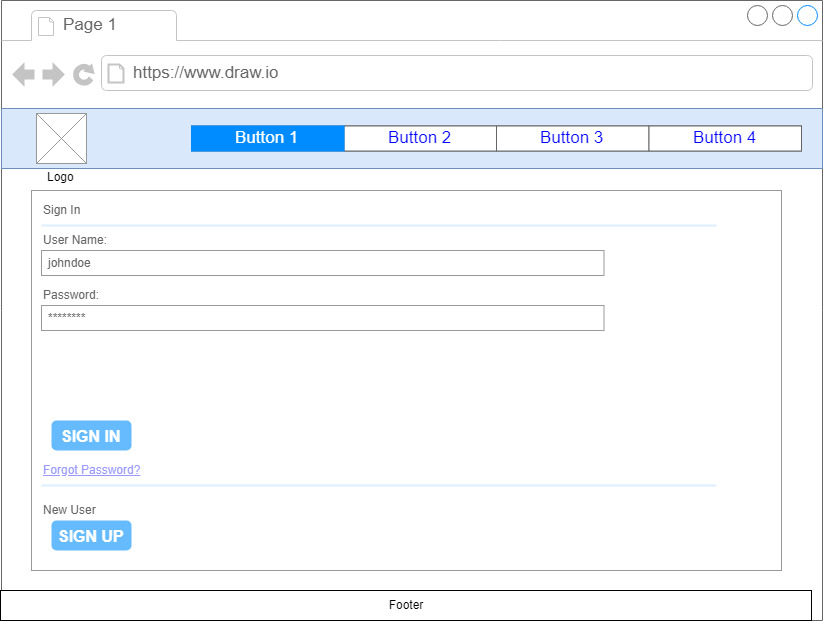 Page 1
https://www.draw.io
Button 1 Button 2 Button 3 Button 4
Logo
Sign In
User Name:
johndoe
Password:
********
SIGN IN
Forgot Password?
New User
SIGN UP
Footer